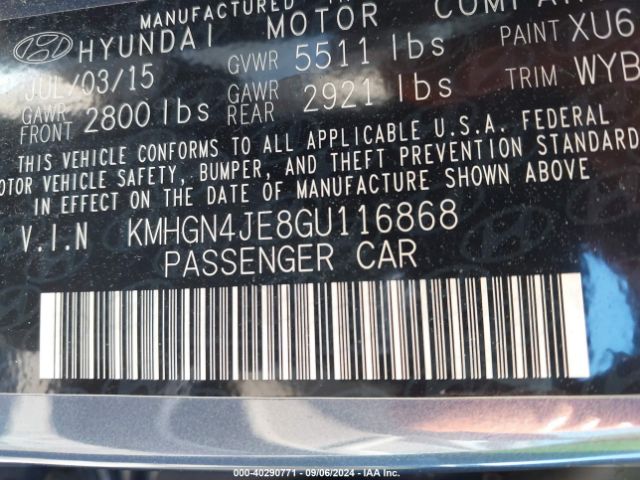 MANUFACTURED
HYUNDAI MOTOR COMPAN
JUL/03/15 GVWR 5511 lbs PAINT XU6
GAWR FRONT 2800 lbs GAWR REAR 2921 lbs TRIM WYB
THIS VEHICLE CONFORMS TO ALL APPLICABLE U.S.A. FEDERAL
OTOR VEHICLE SAFETY, BUMPER, AND THEFT PREVENTION STANDARD
IN EFFECT ON THE DATE OF MANUFACTURE SHOWN ABOVE
V.I.N KMHGN4JE8GU116868
PASSENGER CAR
000-40290771 - 09/06/2024 - IAA Inc.